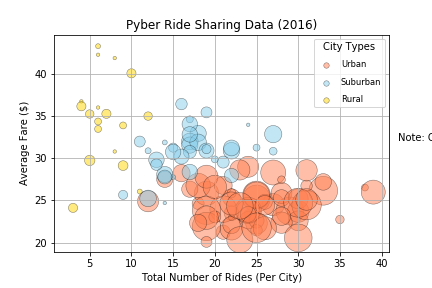 Pyber Ride Sharing Data (2016)
City Types
Urban
Suburban
Rural
40
35
30
25
20
Average Fare ($)
Note:
5
10
15
20
25
30
35
40
Total Number of Rides (Per City)